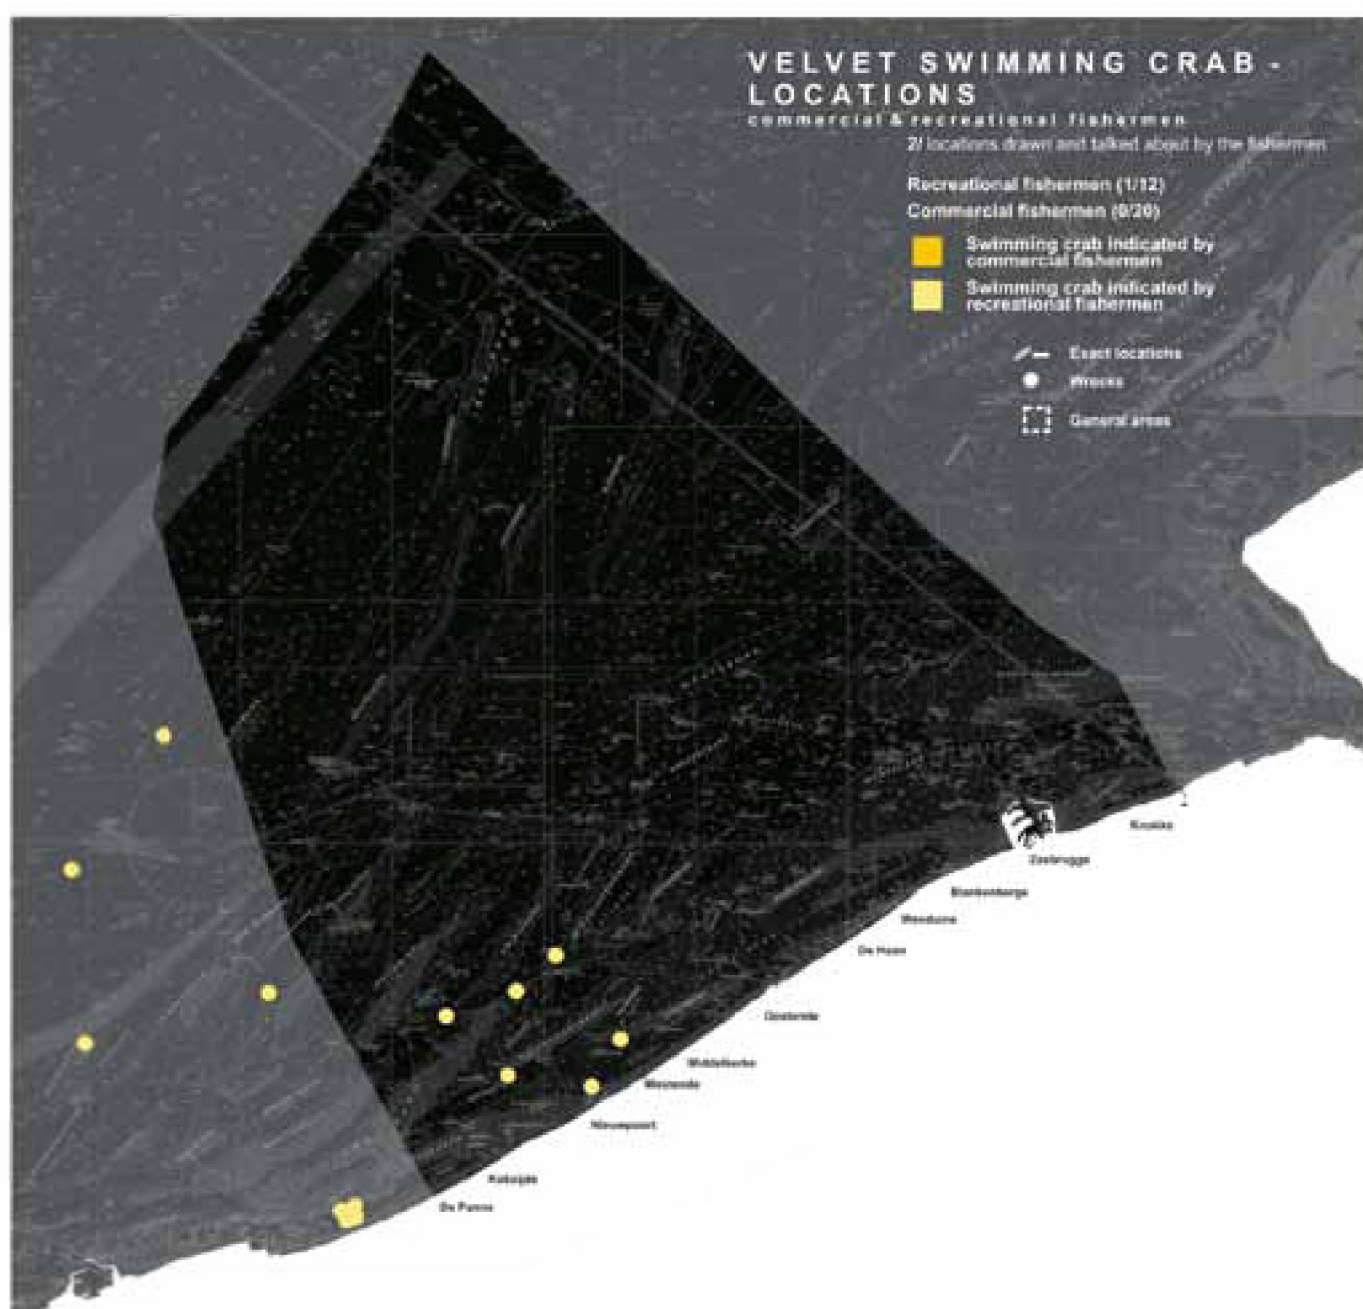 VELVET SWIMMING CRAB -
LOCATIONS
commercial & recreational fishermen
2/ locations drawn and talked about by the fishermen
Recreational fishermen (1/12)
Commercial fishermen (0/20)
Swimming crab indicated by
commercial fishermen
Swimming crab indicated by
recreational fishermen
Exact locations
Wrecks
General areas
Knokke
Zeebrugge
Blankenberge
Wenduine
De Haan
Oostende
Middelkerke
Westende
Nieuwpoort
Koksijde
De Panne